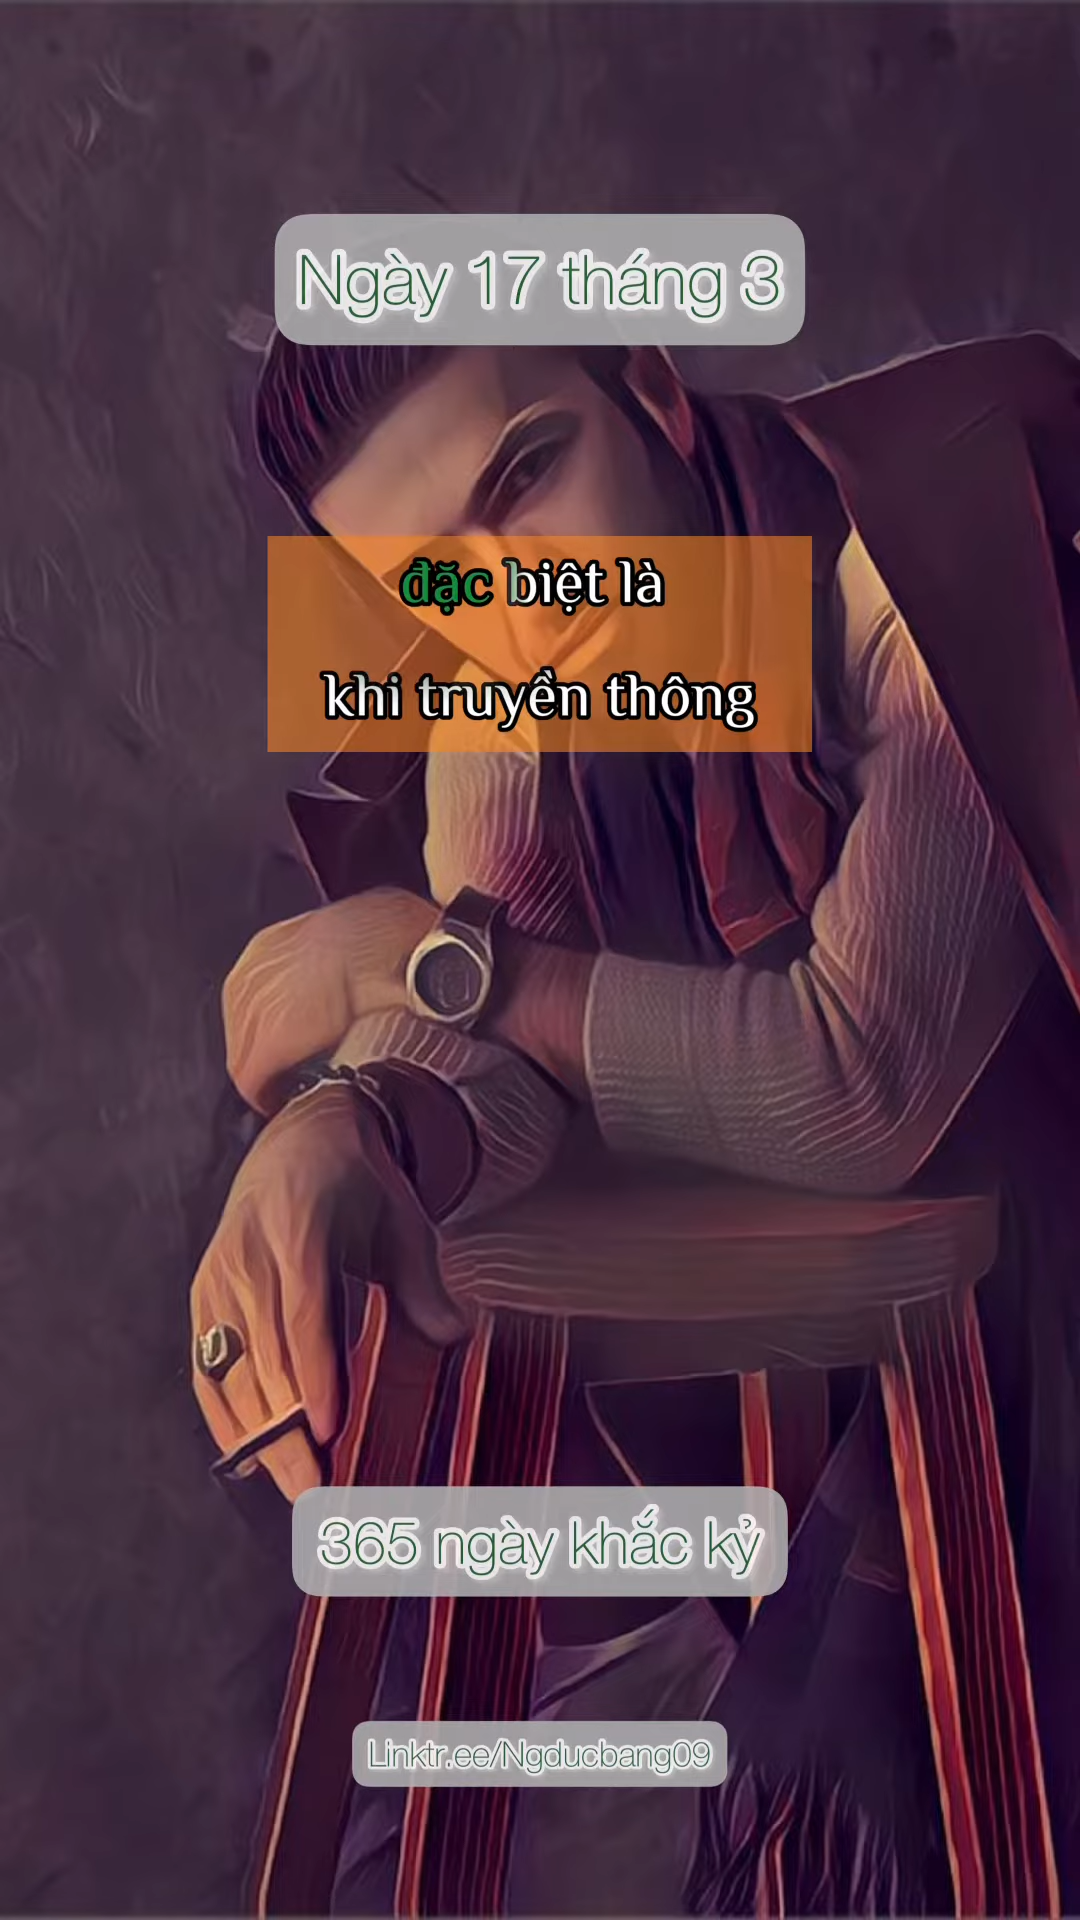 Ngày 17 tháng 3
đặc biệt là
khi truyền thông
365 ngày khắc kỷ
Linktr.ee/Ngducbang09